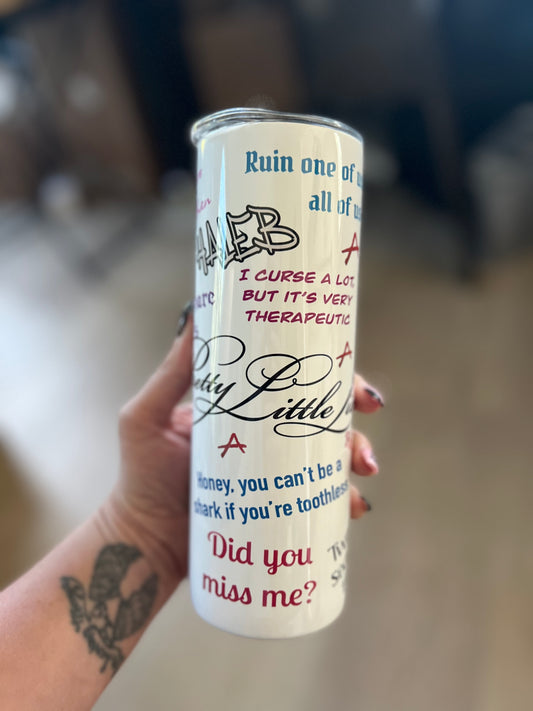 Ruin one of
all of
HALEB
I CURSE A LOT,
BUT IT'S VERY
THERAPEUTIC
A
A
Little
A
Honey, you can't be a
shark if you're toothless
Did you
miss me?